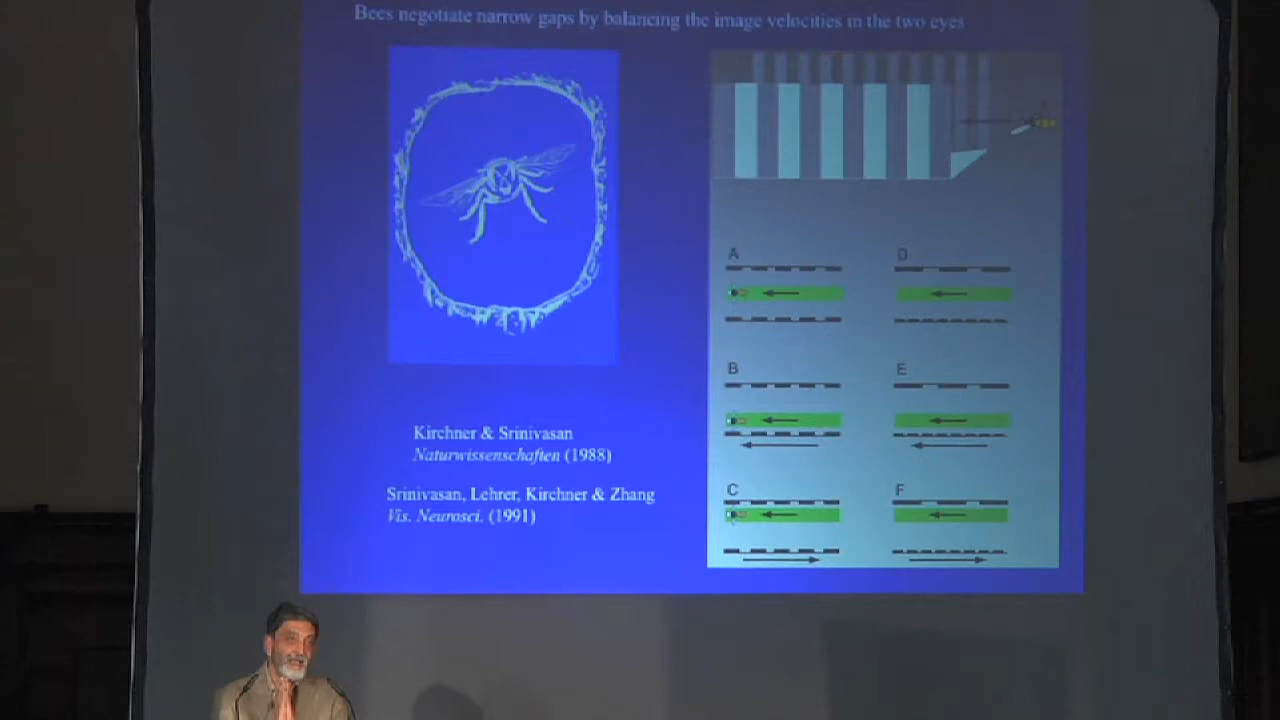 Bees negotiate narrow gaps by balancing the image velocities in the two eyes
Kirchner & Srinivasan
Naturwissenschaften (1988)
Srinivasan, Lehrer, Kirchner & Zhang
Vis. Neurosci. (1991)
A
D
B
E
C
F